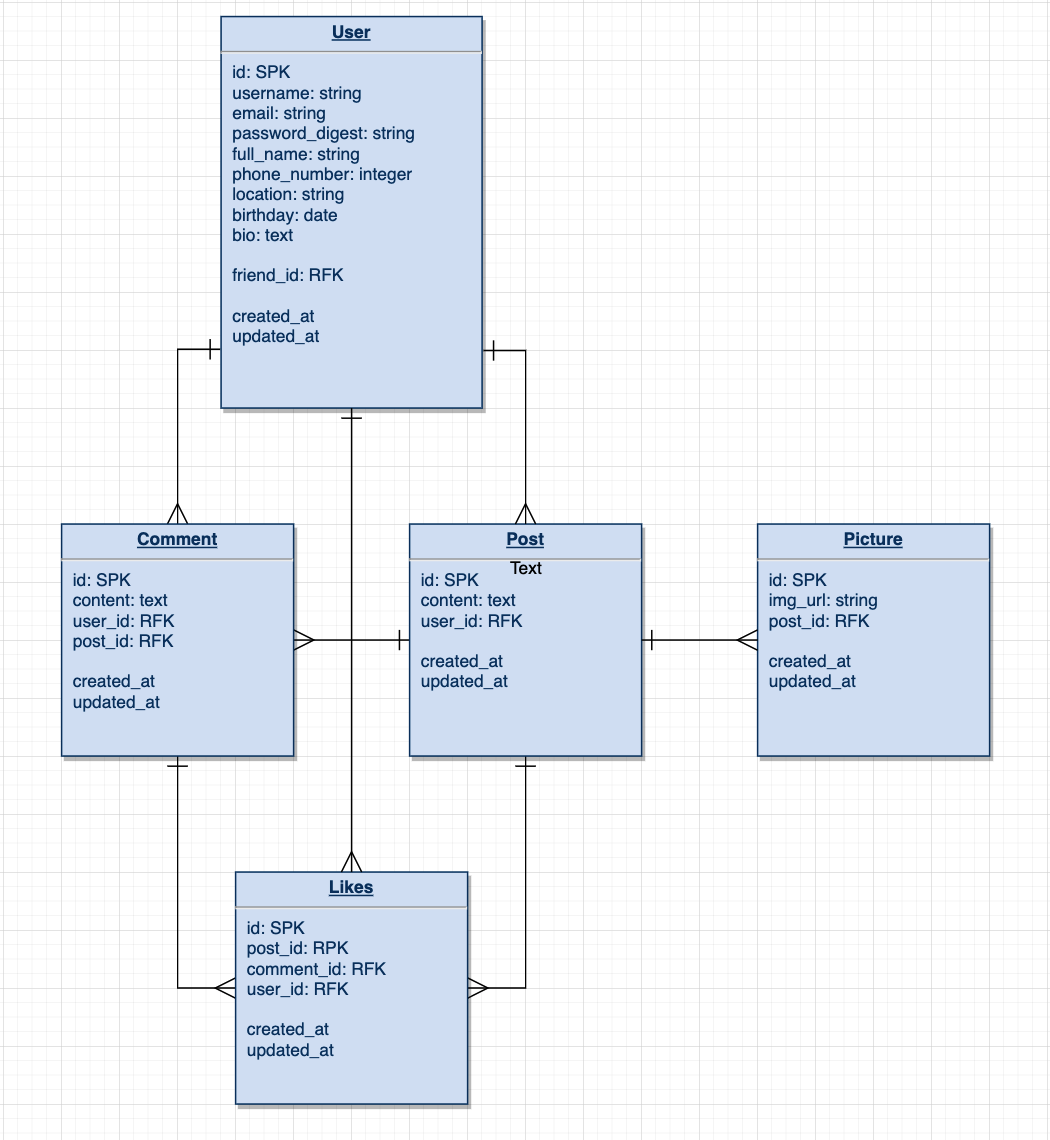 User
id: SPK
username: string
email: string
password_digest: string
full_name: string
phone_number: integer
location: string
birthday: date
bio: text
friend_id: RFK
created_at
updated_at
Comment
id: SPK
content: text
user_id: RFK
post_id: RFK
created_at
updated_at
Post
Text
id: SPK
content: text
user_id: RFK
created_at
updated_at
Picture
id: SPK
img_url: string
post_id: RFK
created_at
updated_at
Likes
id: SPK
post_id: RPK
comment_id: RFK
user_id: RFK
created_at
updated_at